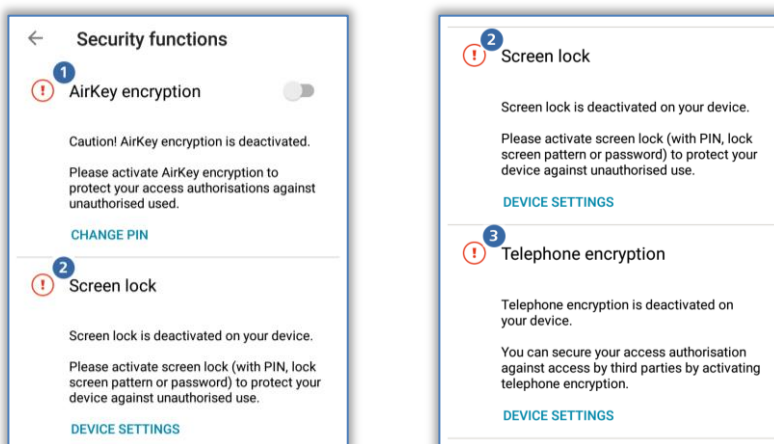 Security functions
1
AirKey encryption
Caution! AirKey encryption is deactivated.
Please activate AirKey encryption to
protect your access authorisations against
unauthorised used.
CHANGE PIN
2
Screen lock
Screen lock is deactivated on your device.
Please activate screen lock (with PIN, lock
screen pattern or password) to protect your
device against unauthorised use.
DEVICE SETTINGS
2
Screen lock
Screen lock is deactivated on your device.
Please activate screen lock (with PIN, lock
screen pattern or password) to protect your
device against unauthorised use.
DEVICE SETTINGS
3
Telephone encryption
Telephone encryption is deactivated on
your device.
You can secure your access authorisation
against access by third parties by activating
telephone encryption.
DEVICE SETTINGS